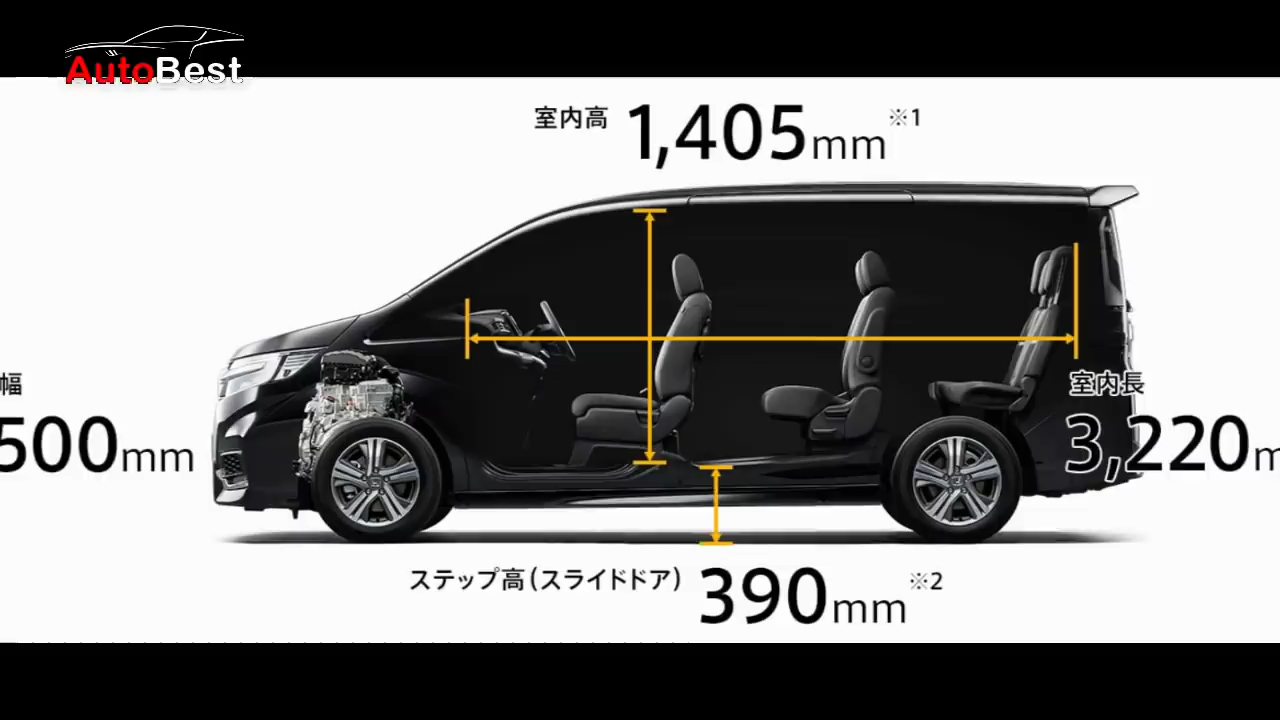 AutoBest
室内高 1,405mm ※1
幅
500mm
室内長
3,220m
ステップ高(スライドドア) 390mm ※2